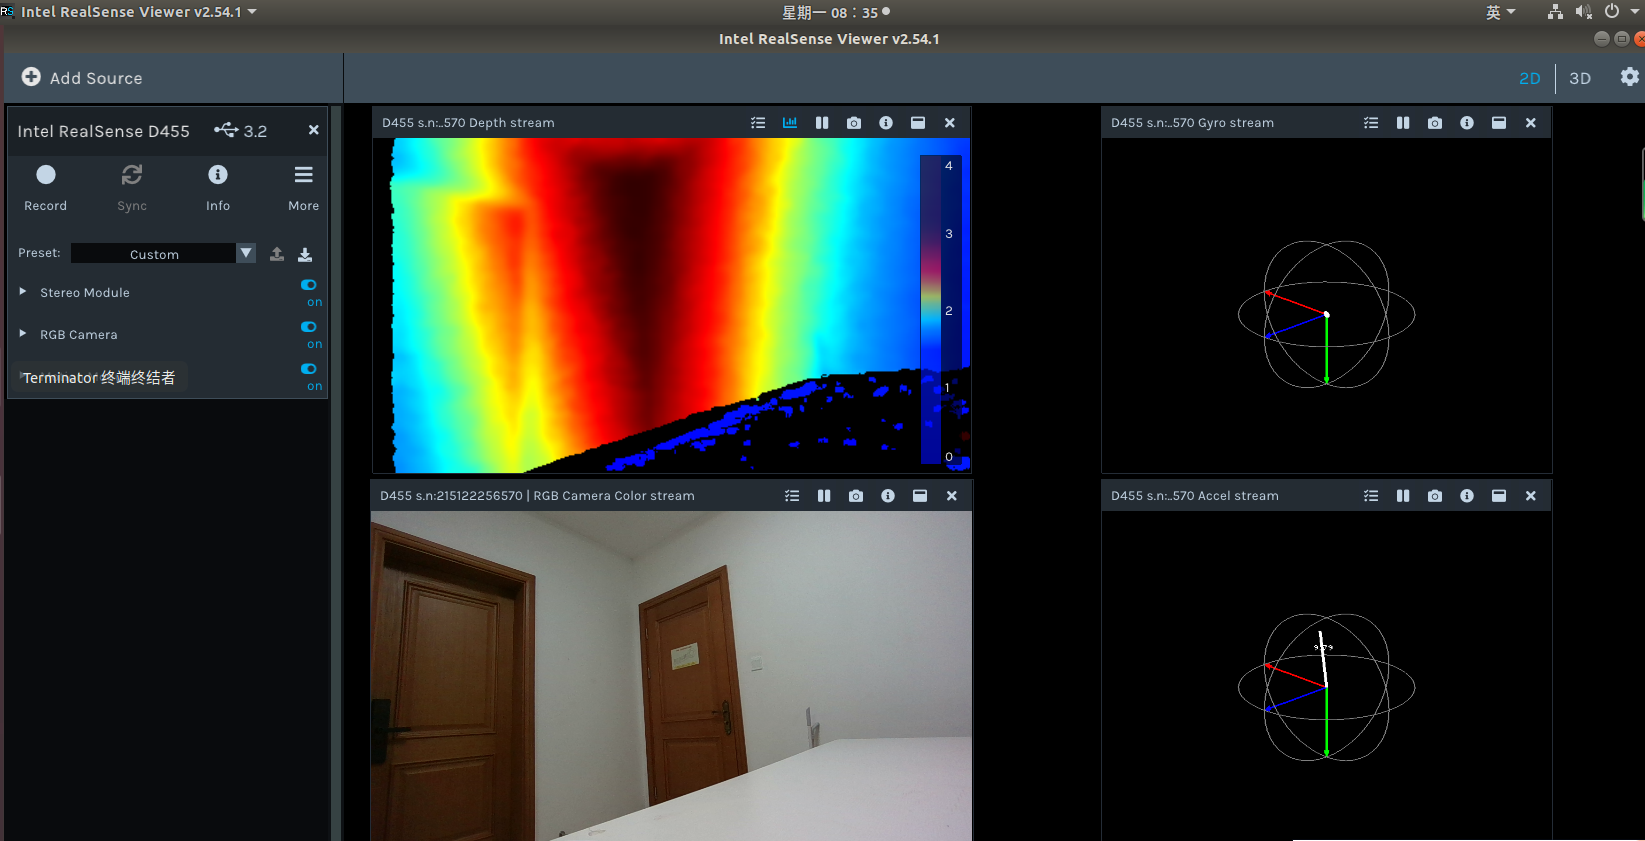 RS Intel RealSense Viewer v2.54.1
星期一 08：35
英
Intel RealSense Viewer v2.54.1
Add Source
2D
3D
Intel RealSense D455
3.2
Record
Sync
Info
More
Preset:
Custom
Stereo Module
on
RGB Camera
on
Terminator 终端终结者
on
D455 s.n:..570 Depth stream
4
3
2
1
0
D455 s.n:..570 Gyro stream
D455 s.n:215122256570 | RGB Camera Color stream
D455 s.n:..570 Accel stream